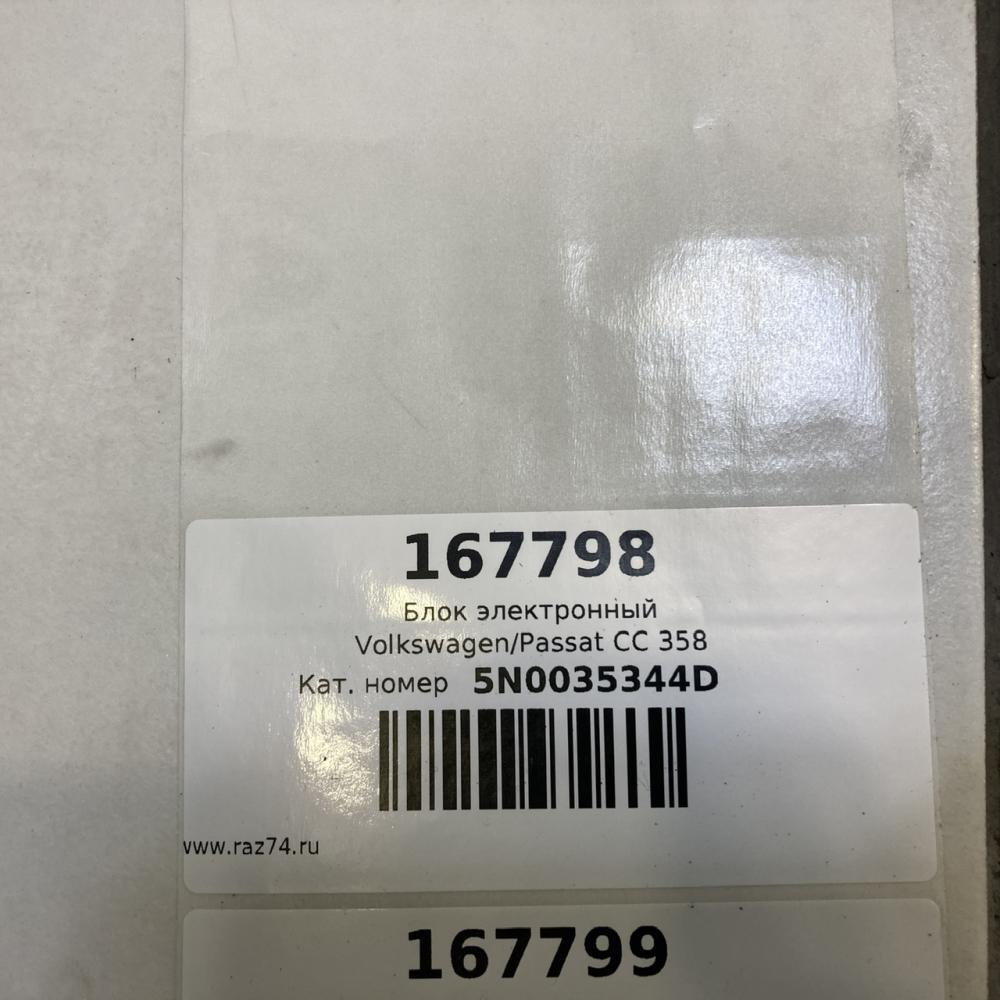 167798
Блок электронный
Volkswagen/Passat CC 358
Кат. номер 5N0035344D
www.raz74.ru
167799